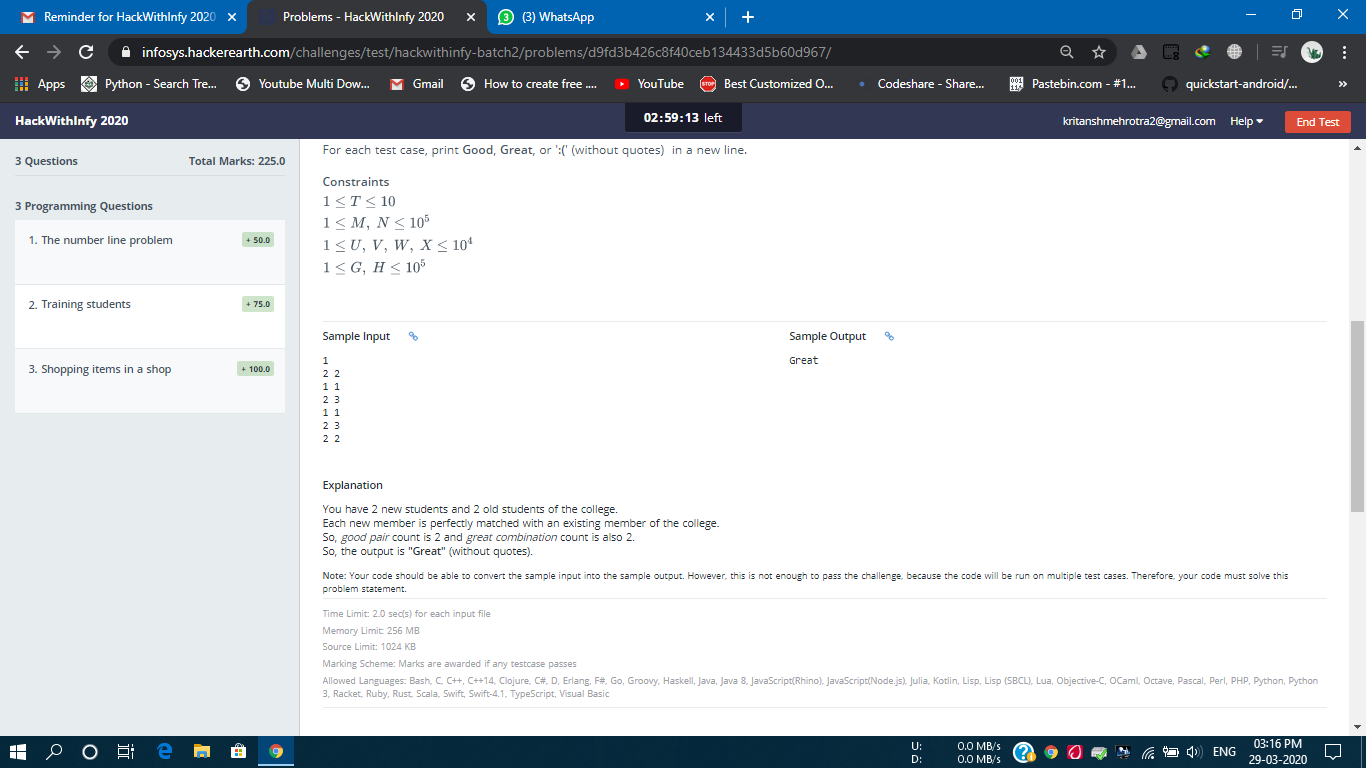 Reminder for HackWithInfy 2020
Problems - HackWithInfy 2020
(3) WhatsApp
infosys.hackerearth.com/challenges/test/hackwithinfy-batch2/problems/d9fd3b426c8f40ceb134433d5b60d967/
Apps
Python - Search Tre...
Youtube Multi Dow...
Gmail
How to create free ....
YouTube
Best Customized O...
Codeshare - Share...
Pastebin.com - #1...
quickstart-android/...
»
HackWithInfy 2020
02:59:13 left
kritanshmehrotra2@gmail.com
Help
End Test
3 Questions
Total Marks: 225.0
3 Programming Questions
1. The number line problem
+ 50.0
2. Training students
+ 75.0
3. Shopping items in a shop
+ 100.0
For each test case, print Good, Great, or ':(' (without quotes) in a new line.
Constraints
1 ≤ T ≤ 10
1 ≤ M, N ≤ 10⁵
1 ≤ U, V, W, X ≤ 10⁴
1 ≤ G, H ≤ 10⁵
Sample Input
1
2 2
1 1
2 3
1 1
2 3
2 2
Sample Output
Great
Explanation
You have 2 new students and 2 old students of the college.
Each new member is perfectly matched with an existing member of the college.
So, good pair count is 2 and great combination count is also 2.
So, the output is "Great" (without quotes).
Note: Your code should be able to convert the sample input into the sample output. However, this is not enough to pass the challenge, because the code will be run on multiple test cases. Therefore, your code must solve this
problem statement.
Time Limit: 2.0 sec(s) for each input file
Memory Limit: 256 MB
Source Limit: 1024 KB
Marking Scheme: Marks are awarded if any testcase passes
Allowed Languages: Bash, C, C++, C++14, Clojure, C#, D, Erlang, F#, Go, Groovy, Haskell, Java, Java 8, JavaScript(Rhino), JavaScript(Node.js), Julia, Kotlin, Lisp, Lisp (SBCL), Lua, Objective-C, OCaml, Octave, Pascal, Perl, PHP, Python, Python
3, Racket, Ruby, Rust, Scala, Swift, Swift-4.1, TypeScript, Visual Basic
U: 0.0 MB/s
D: 0.0 MB/s
ENG
03:16 PM
29-03-2020